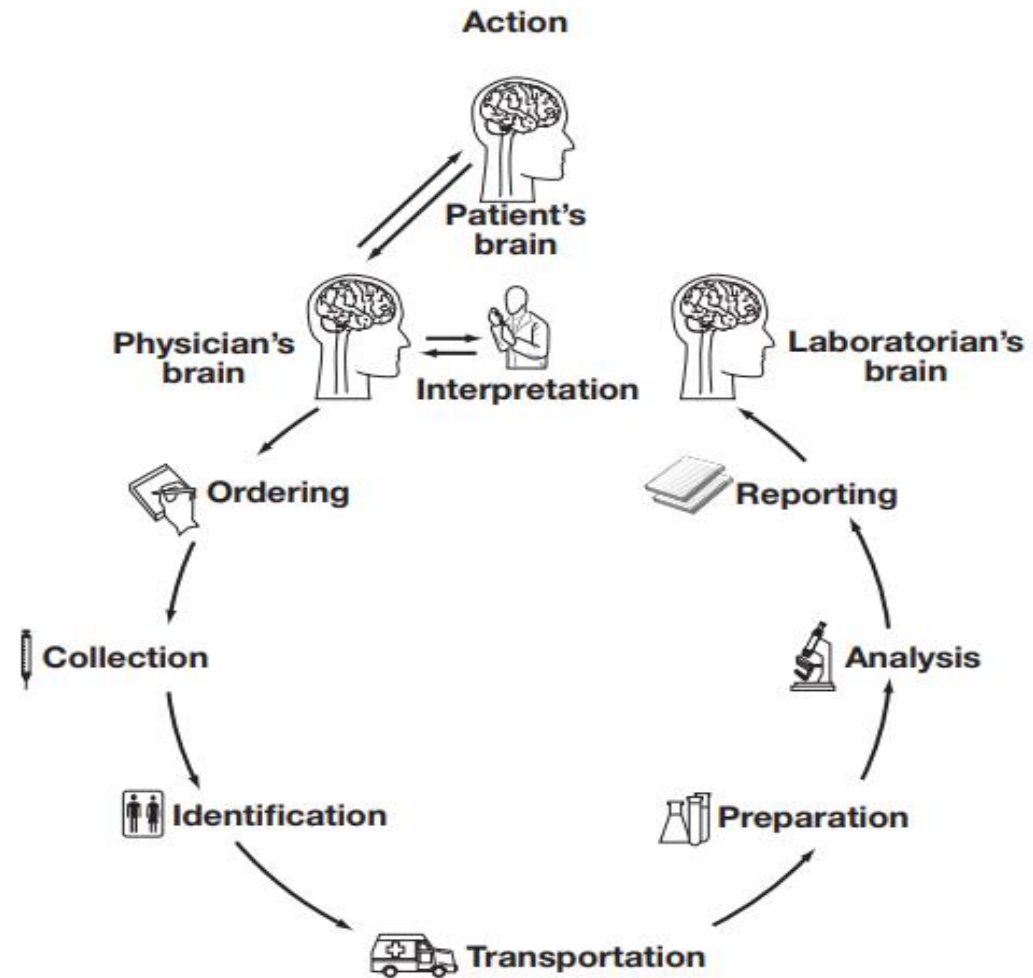 Action
Patient's
brain
Physician's
brain
Interpretation
Laboratorian's
brain
Ordering
Reporting
Collection
Analysis
Identification
Preparation
Transportation